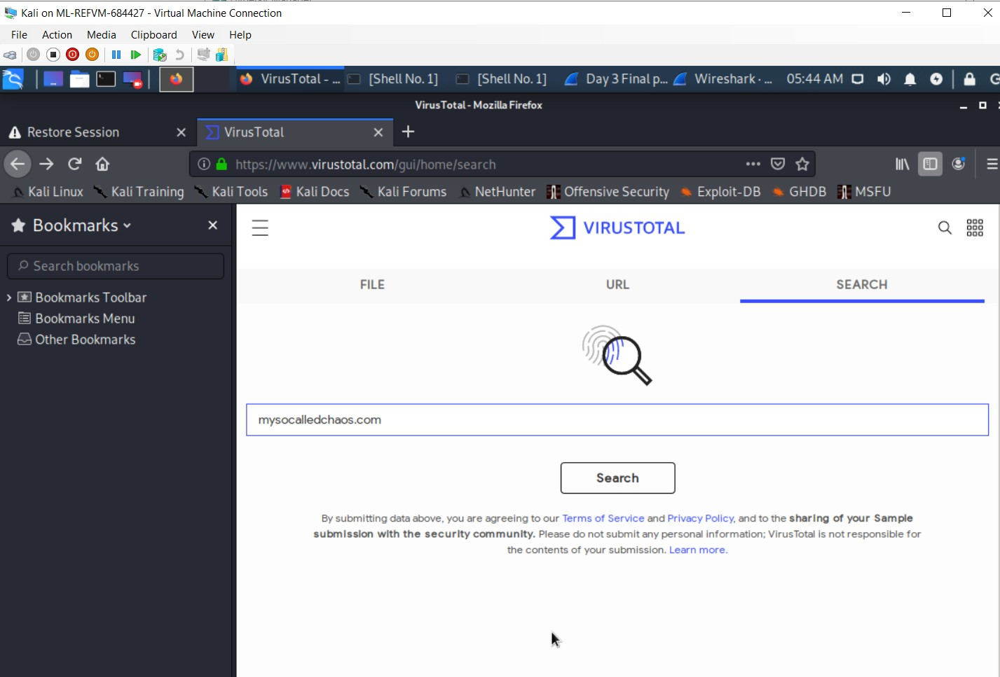 Kali on ML-REFVM-684427 - Virtual Machine Connection
File Action Media Clipboard View Help
VirusTotal - ... [Shell No. 1] [Shell No. 1] Day 3 Final p... Wireshark · ... 05:44 AM
VirusTotal - Mozilla Firefox
Restore Session VirusTotal
https://www.virustotal.com/gui/home/search
Kali Linux Kali Training Kali Tools Kali Docs Kali Forums NetHunter Offensive Security Exploit-DB GHDB MSFU
Bookmarks
Search bookmarks
Bookmarks Toolbar
Bookmarks Menu
Other Bookmarks
VIRUSTOTAL
FILE URL SEARCH
mysocalledchaos.com
Search
By submitting data above, you are agreeing to our Terms of Service and Privacy Policy, and to the sharing of your Sample
submission with the security community. Please do not submit any personal information; VirusTotal is not responsible for
the contents of your submission. Learn more.